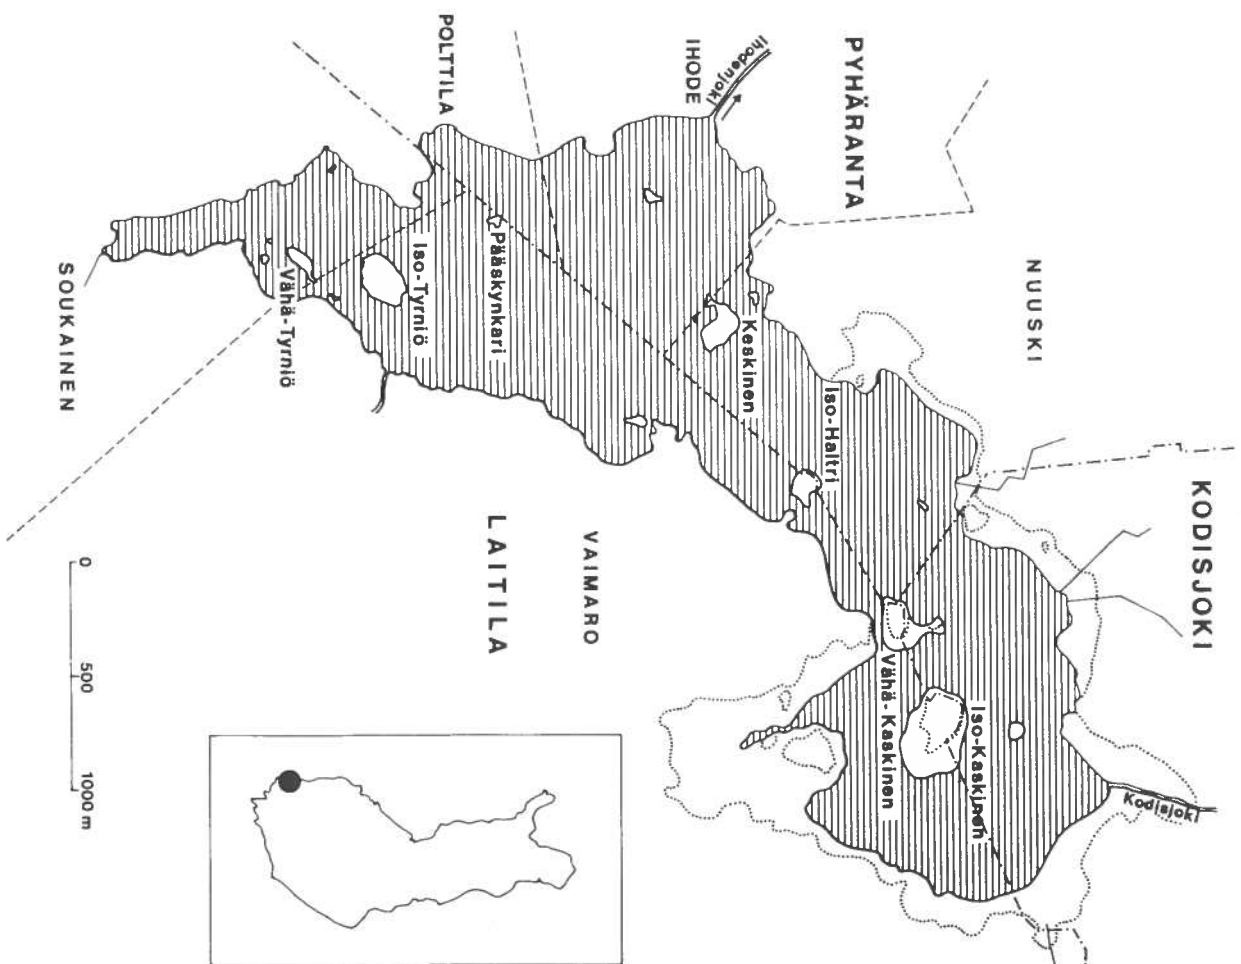 KODISJOKI
Kodisjoki
NUUSKI
Iso-Kaskinen
Vähä-Kaskinen
PYHÄRANTA
Iso-Haltri
Ihodenjoki
Keskinen
IHODE
VAIMARO
LAITILA
Pääskynkari
POLTTILA
Iso-Tyrniö
Vähä-Tyrniö
SOUKAINEN
0 500 1000 m